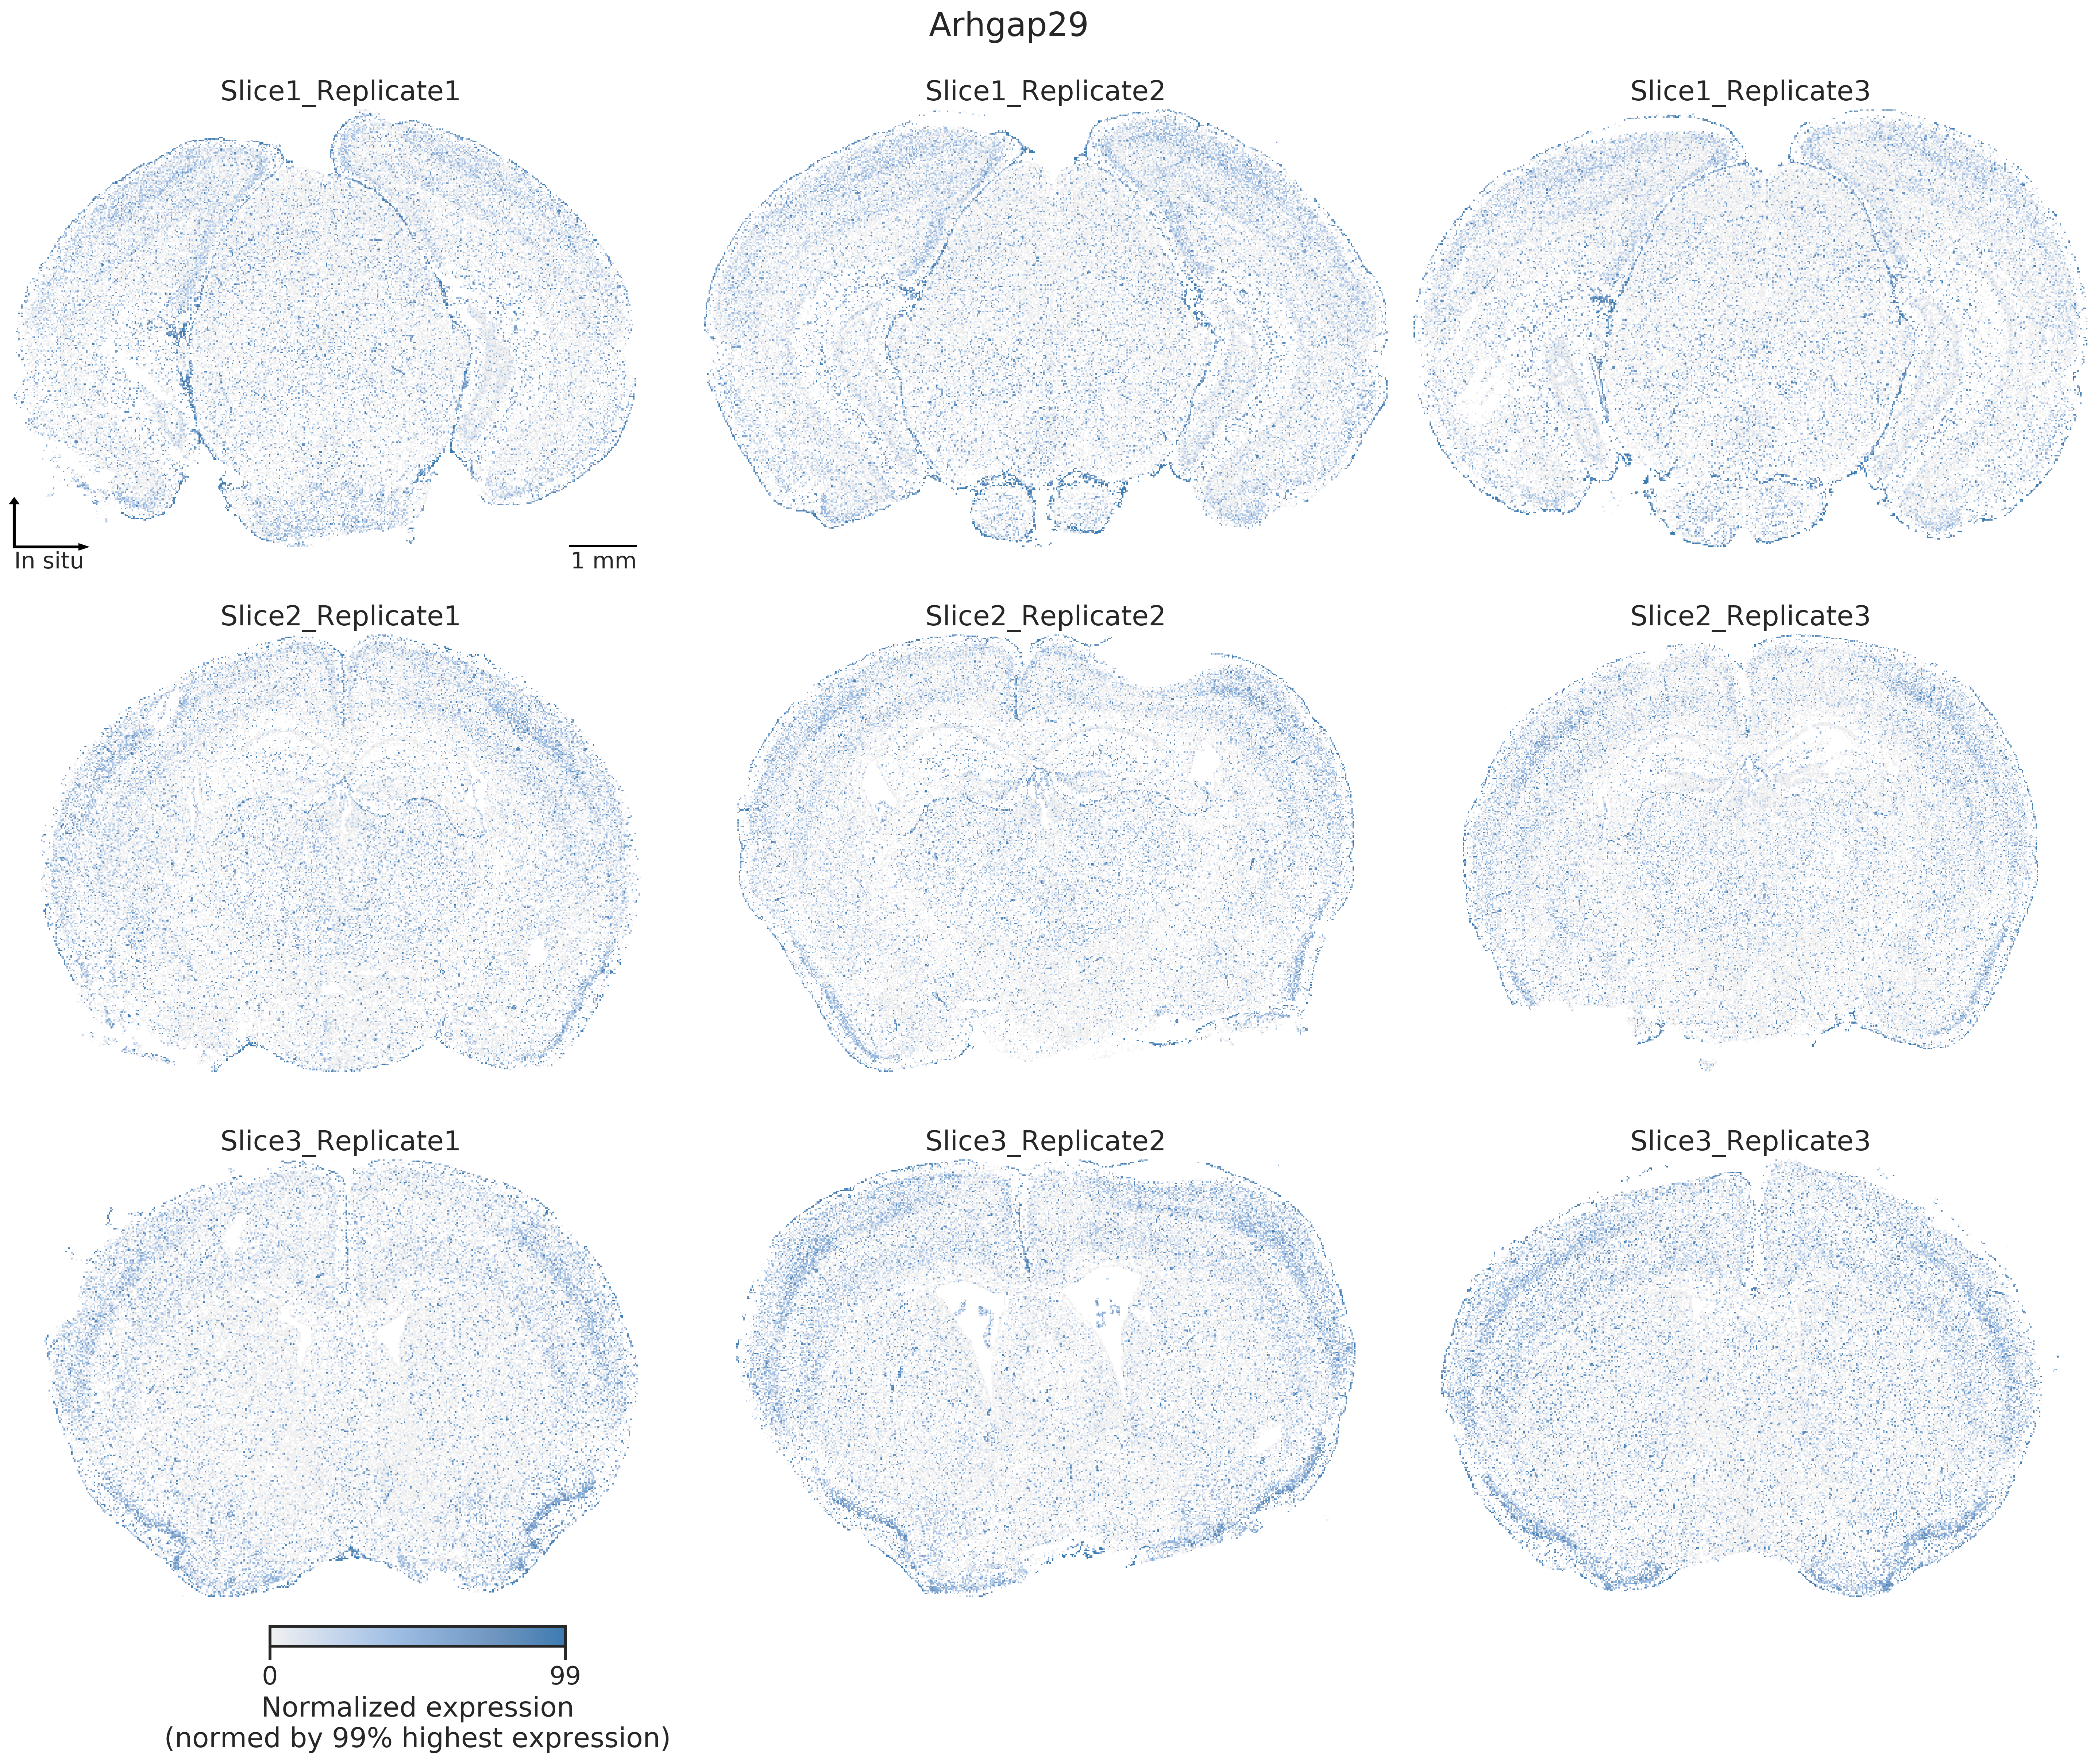 Arhgap29
Slice1_Replicate1
Slice1_Replicate2
Slice1_Replicate3
In situ
1 mm
Slice2_Replicate1
Slice2_Replicate2
Slice2_Replicate3
Slice3_Replicate1
Slice3_Replicate2
Slice3_Replicate3
0
99
Normalized expression
(normed by 99% highest expression)